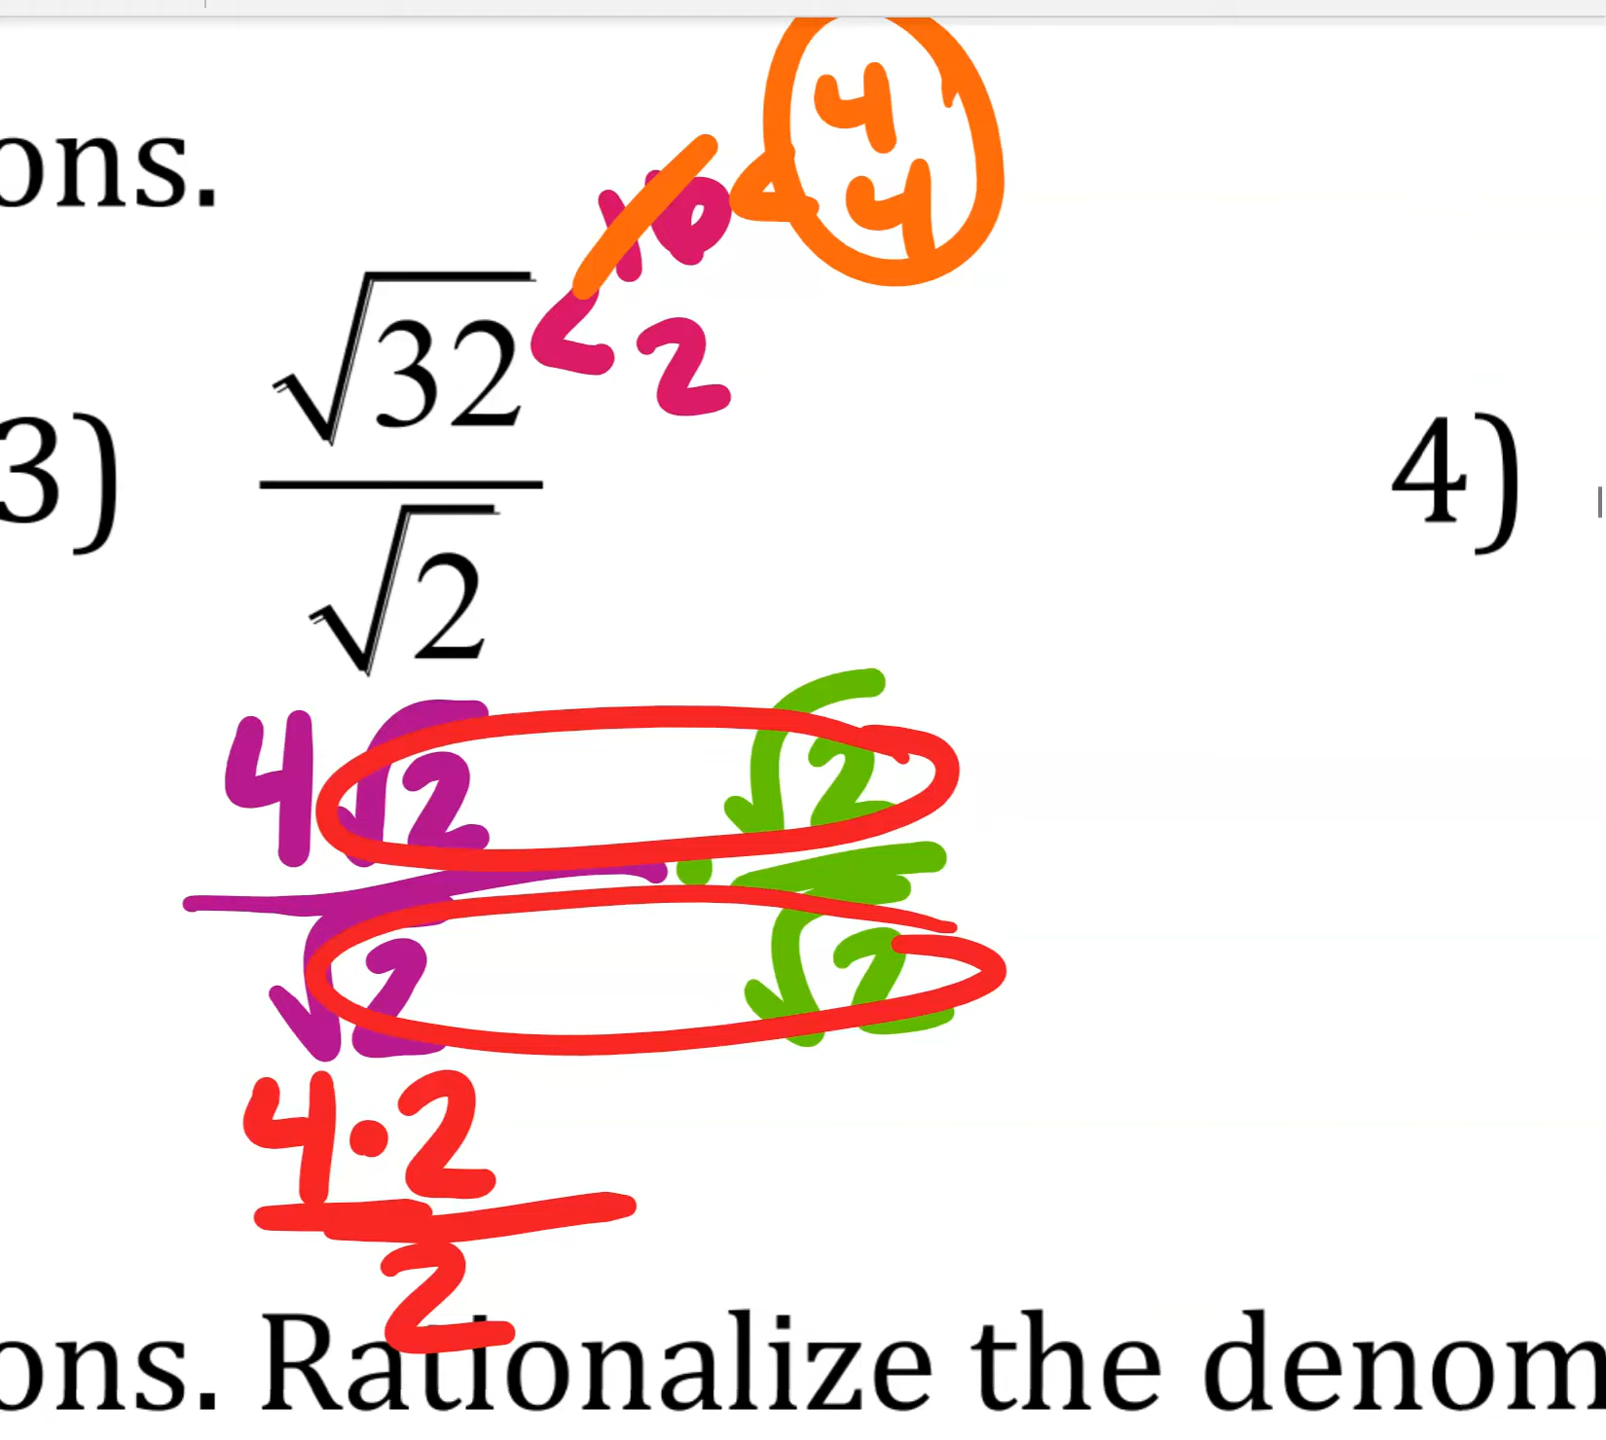 ons.
4
16 4
√32 2
3) √32/√2
4)
4√2/√2 · √2/√2
4·2/2
ons. Rationalize the denom